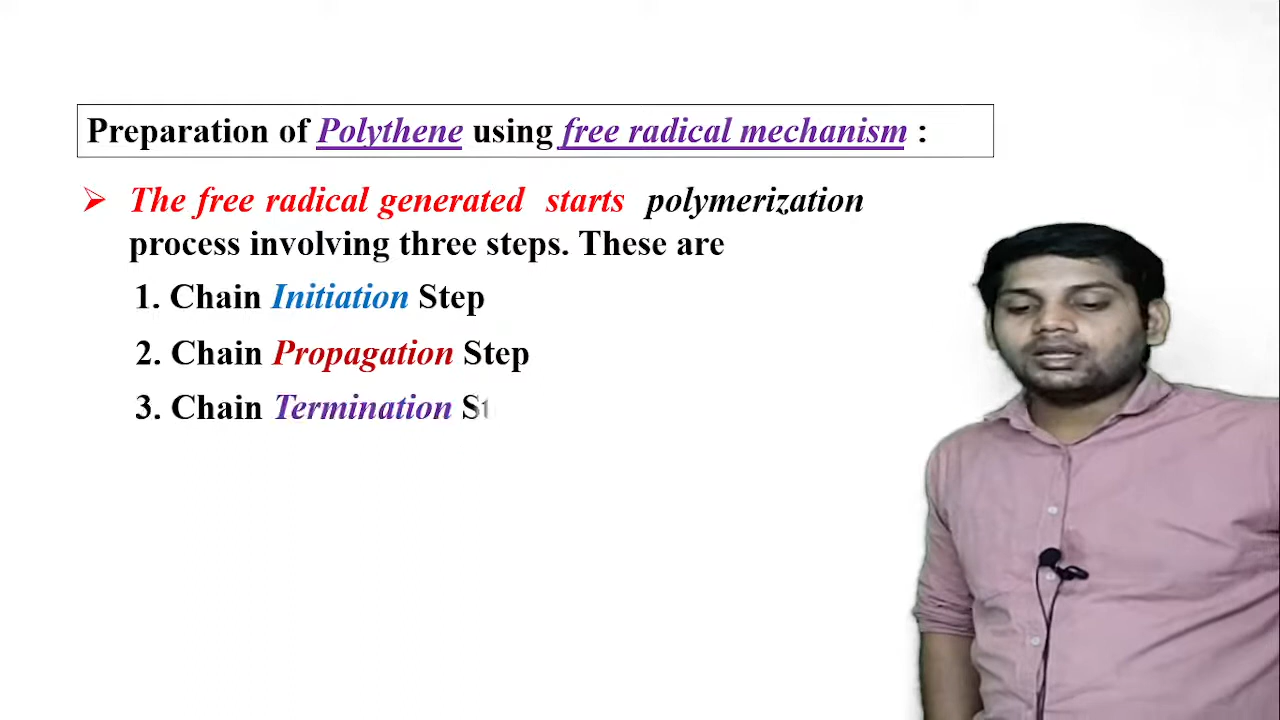 Preparation of Polythene using free radical mechanism :
➢ The free radical generated starts polymerization
process involving three steps. These are
1. Chain Initiation Step
2. Chain Propagation Step
3. Chain Termination St